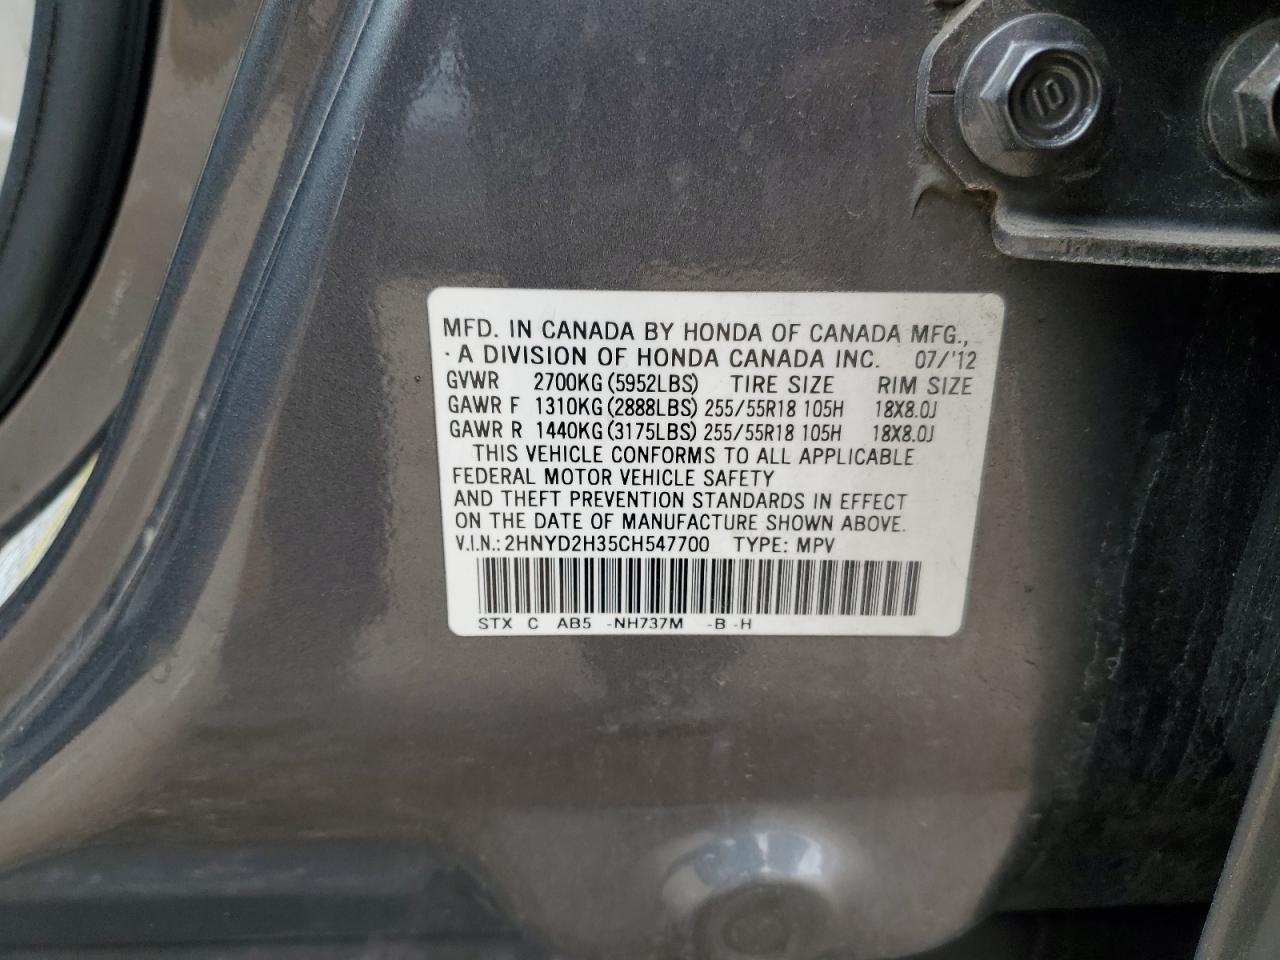 10
MFD. IN CANADA BY HONDA OF CANADA MFG.,
A DIVISION OF HONDA CANADA INC. 07/'12
GVWR 2700KG (5952LBS) TIRE SIZE RIM SIZE
GAWR F 1310KG (2888LBS) 255/55R18 105H 18X8.0J
GAWR R 1440KG (3175LBS) 255/55R18 105H 18X8.0J
THIS VEHICLE CONFORMS TO ALL APPLICABLE
FEDERAL MOTOR VEHICLE SAFETY
AND THEFT PREVENTION STANDARDS IN EFFECT
ON THE DATE OF MANUFACTURE SHOWN ABOVE.
V.I.N.: 2HNYD2H35CH547700 TYPE: MPV
STX C AB5 -NH737M -B -H